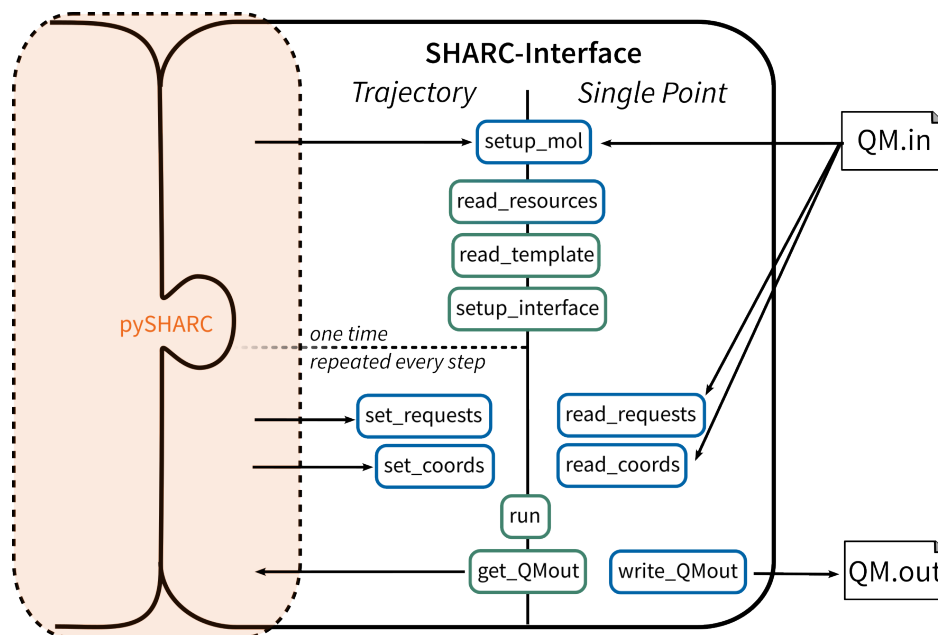 SHARC-Interface
Trajectory
Single Point
setup_mol
QM.in
read_resources
read_template
setup_interface
pySHARC
one time
repeated every step
set_requests
read_requests
set_coords
read_coords
run
get_QMout
write_QMout
QM.out